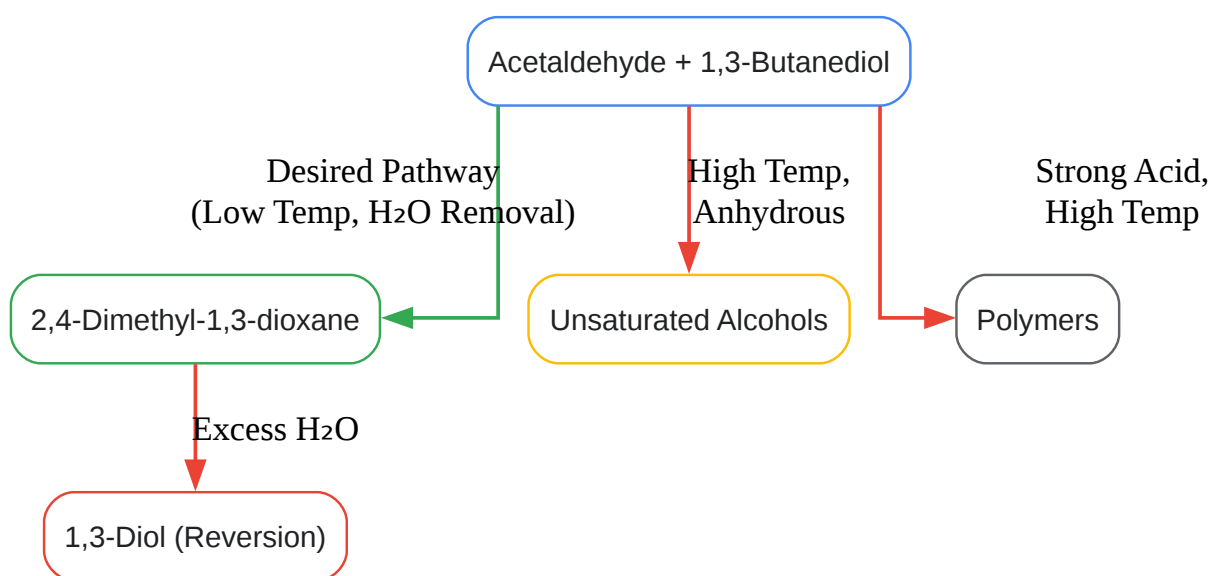 Acetaldehyde + 1,3-Butanediol
Desired Pathway
(Low Temp, H₂O Removal)
High Temp,
Anhydrous
Strong Acid,
High Temp
2,4-Dimethyl-1,3-dioxane
Unsaturated Alcohols
Polymers
Excess H₂O
1,3-Diol (Reversion)